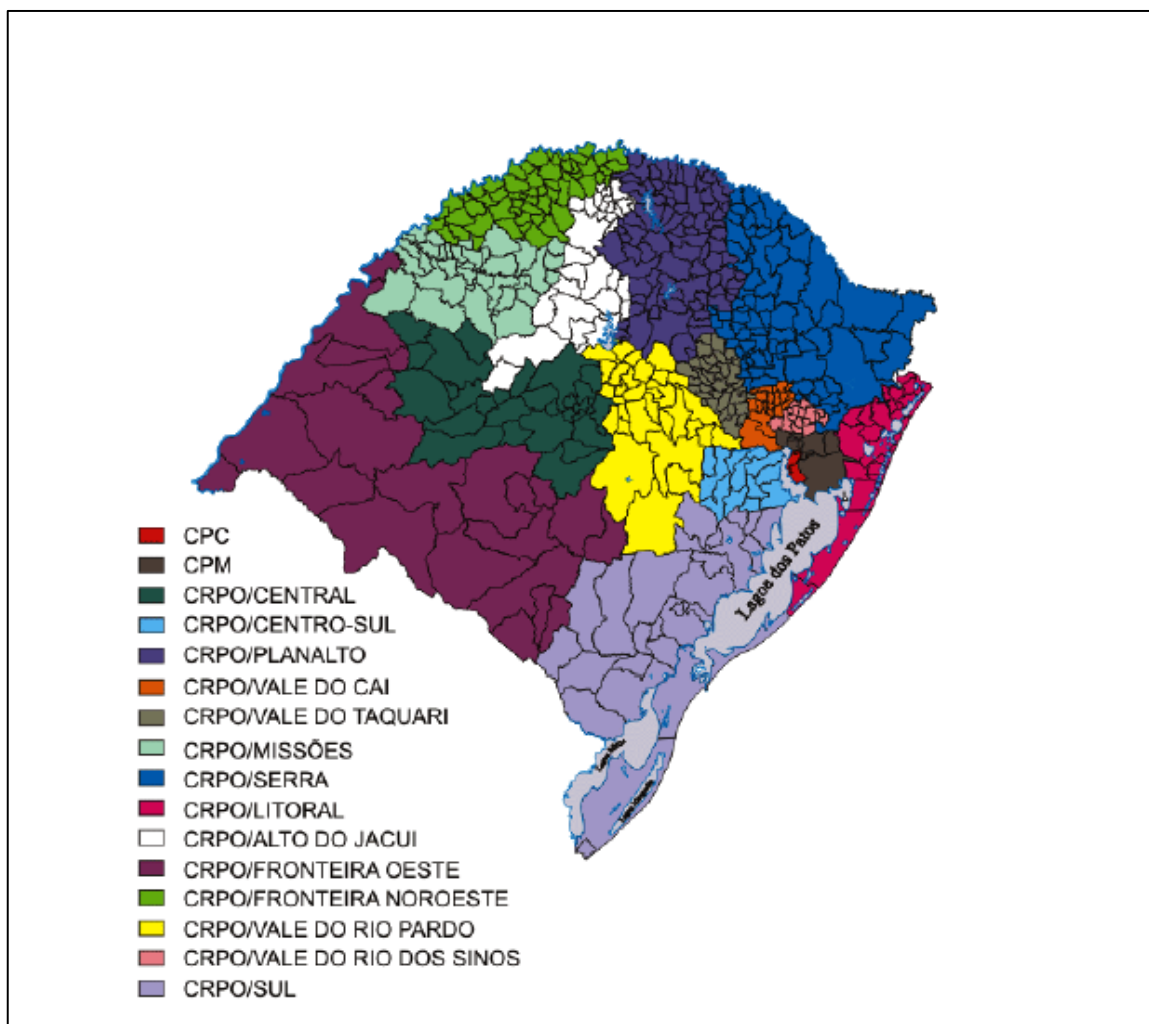 Lagoa dos Patos
CPC
CPM
CRPO/CENTRAL
CRPO/CENTRO-SUL
CRPO/PLANALTO
CRPO/VALE DO CAI
CRPO/VALE DO TAQUARI
CRPO/MISSÕES
CRPO/SERRA
CRPO/LITORAL
CRPO/ALTO DO JACUI
CRPO/FRONTEIRA OESTE
CRPO/FRONTEIRA NOROESTE
CRPO/VALE DO RIO PARDO
CRPO/VALE DO RIO DOS SINOS
CRPO/SUL